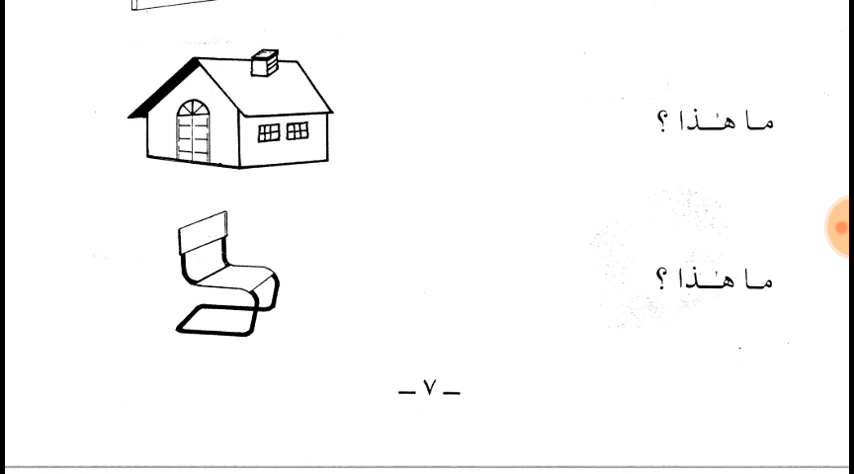 ما هٰذا ؟
ما هٰذا ؟
– ٧ –